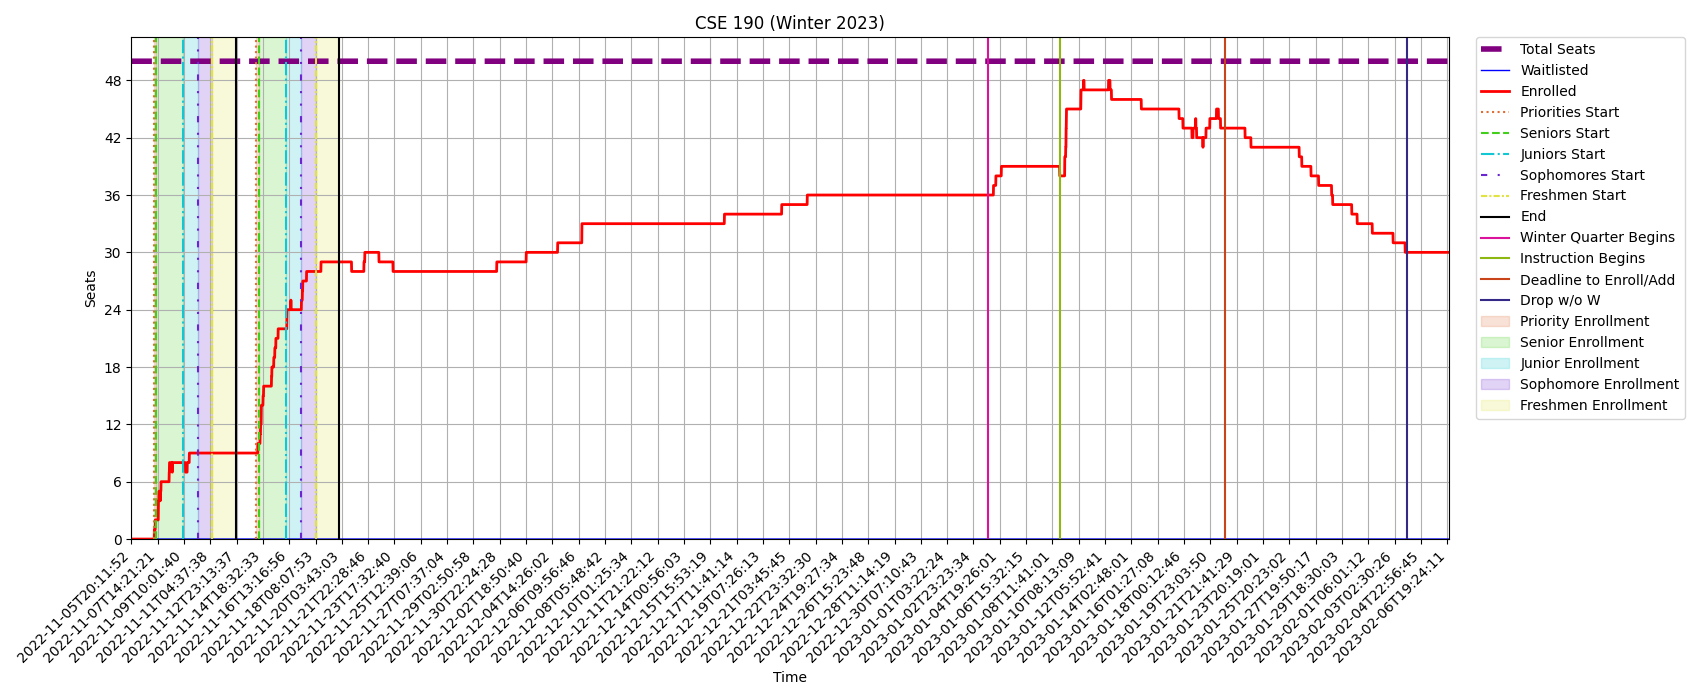 CSE 190 (Winter 2023)
Seats
48
42
36
30
24
18
12
6
0
2022-11-05T20:11:52
2022-11-07T14:21:21
2022-11-09T10:01:40
2022-11-11T04:37:38
2022-11-12T23:13:37
2022-11-14T18:32:33
2022-11-16T13:16:56
2022-11-18T08:07:53
2022-11-20T03:43:03
2022-11-21T22:28:46
2022-11-23T17:32:40
2022-11-25T12:39:06
2022-11-27T07:37:04
2022-11-29T02:50:58
2022-11-30T22:24:28
2022-12-02T18:50:40
2022-12-04T14:26:02
2022-12-06T09:56:46
2022-12-08T05:48:42
2022-12-10T01:25:34
2022-12-11T21:22:12
2022-12-14T00:56:03
2022-12-15T15:53:19
2022-12-17T11:41:14
2022-12-19T07:26:13
2022-12-21T03:45:45
2022-12-22T23:32:30
2022-12-24T19:27:34
2022-12-26T15:23:48
2022-12-28T11:14:19
2022-12-30T07:10:43
2023-01-01T03:22:24
2023-01-02T23:23:34
2023-01-04T19:26:01
2023-01-06T15:32:15
2023-01-08T11:41:01
2023-01-10T08:13:09
2023-01-12T05:52:41
2023-01-14T02:48:01
2023-01-16T01:27:08
2023-01-18T00:12:46
2023-01-19T23:03:50
2023-01-21T21:41:29
2023-01-23T20:19:01
2023-01-25T20:23:02
2023-01-27T19:50:17
2023-01-29T18:30:03
2023-02-01T06:01:12
2023-02-03T02:30:26
2023-02-04T22:56:45
2023-02-06T19:24:11
Time
Total Seats
Waitlisted
Enrolled
Priorities Start
Seniors Start
Juniors Start
Sophomores Start
Freshmen Start
End
Winter Quarter Begins
Instruction Begins
Deadline to Enroll/Add
Drop w/o W
Priority Enrollment
Senior Enrollment
Junior Enrollment
Sophomore Enrollment
Freshmen Enrollment